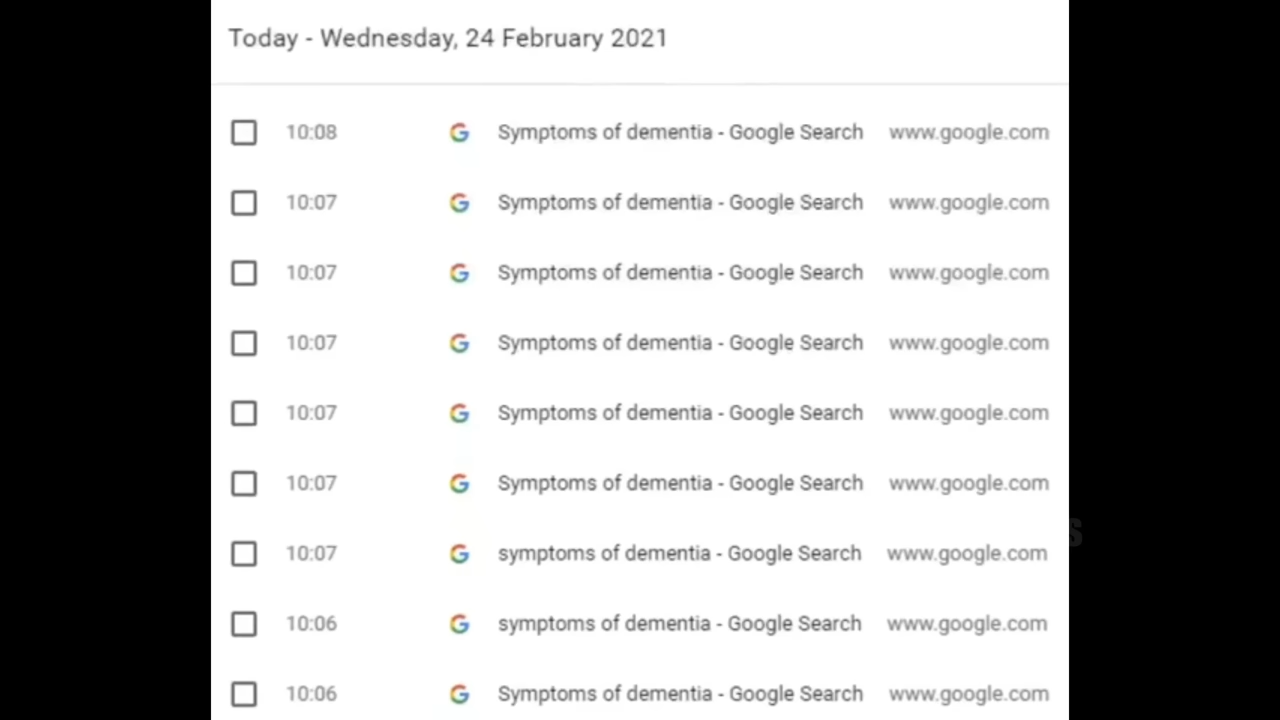 Today - Wednesday, 24 February 2021
10:08 Symptoms of dementia - Google Search www.google.com
10:07 Symptoms of dementia - Google Search www.google.com
10:07 Symptoms of dementia - Google Search www.google.com
10:07 Symptoms of dementia - Google Search www.google.com
10:07 Symptoms of dementia - Google Search www.google.com
10:07 Symptoms of dementia - Google Search www.google.com
10:07 symptoms of dementia - Google Search www.google.com
10:06 symptoms of dementia - Google Search www.google.com
10:06 Symptoms of dementia - Google Search www.google.com